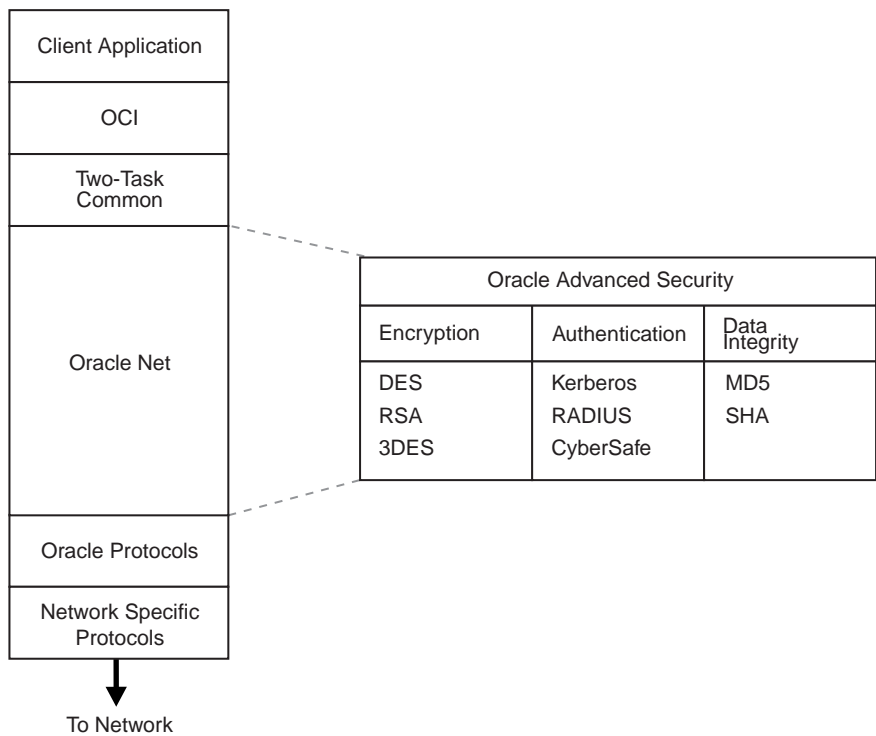 Client Application
OCI
Two-Task
Common
Oracle Net
Oracle Protocols
Network Specific
Protocols
To Network
Oracle Advanced Security
Encryption
Authentication
Data
Integrity
DES
Kerberos
MD5
RSA
RADIUS
SHA
3DES
CyberSafe